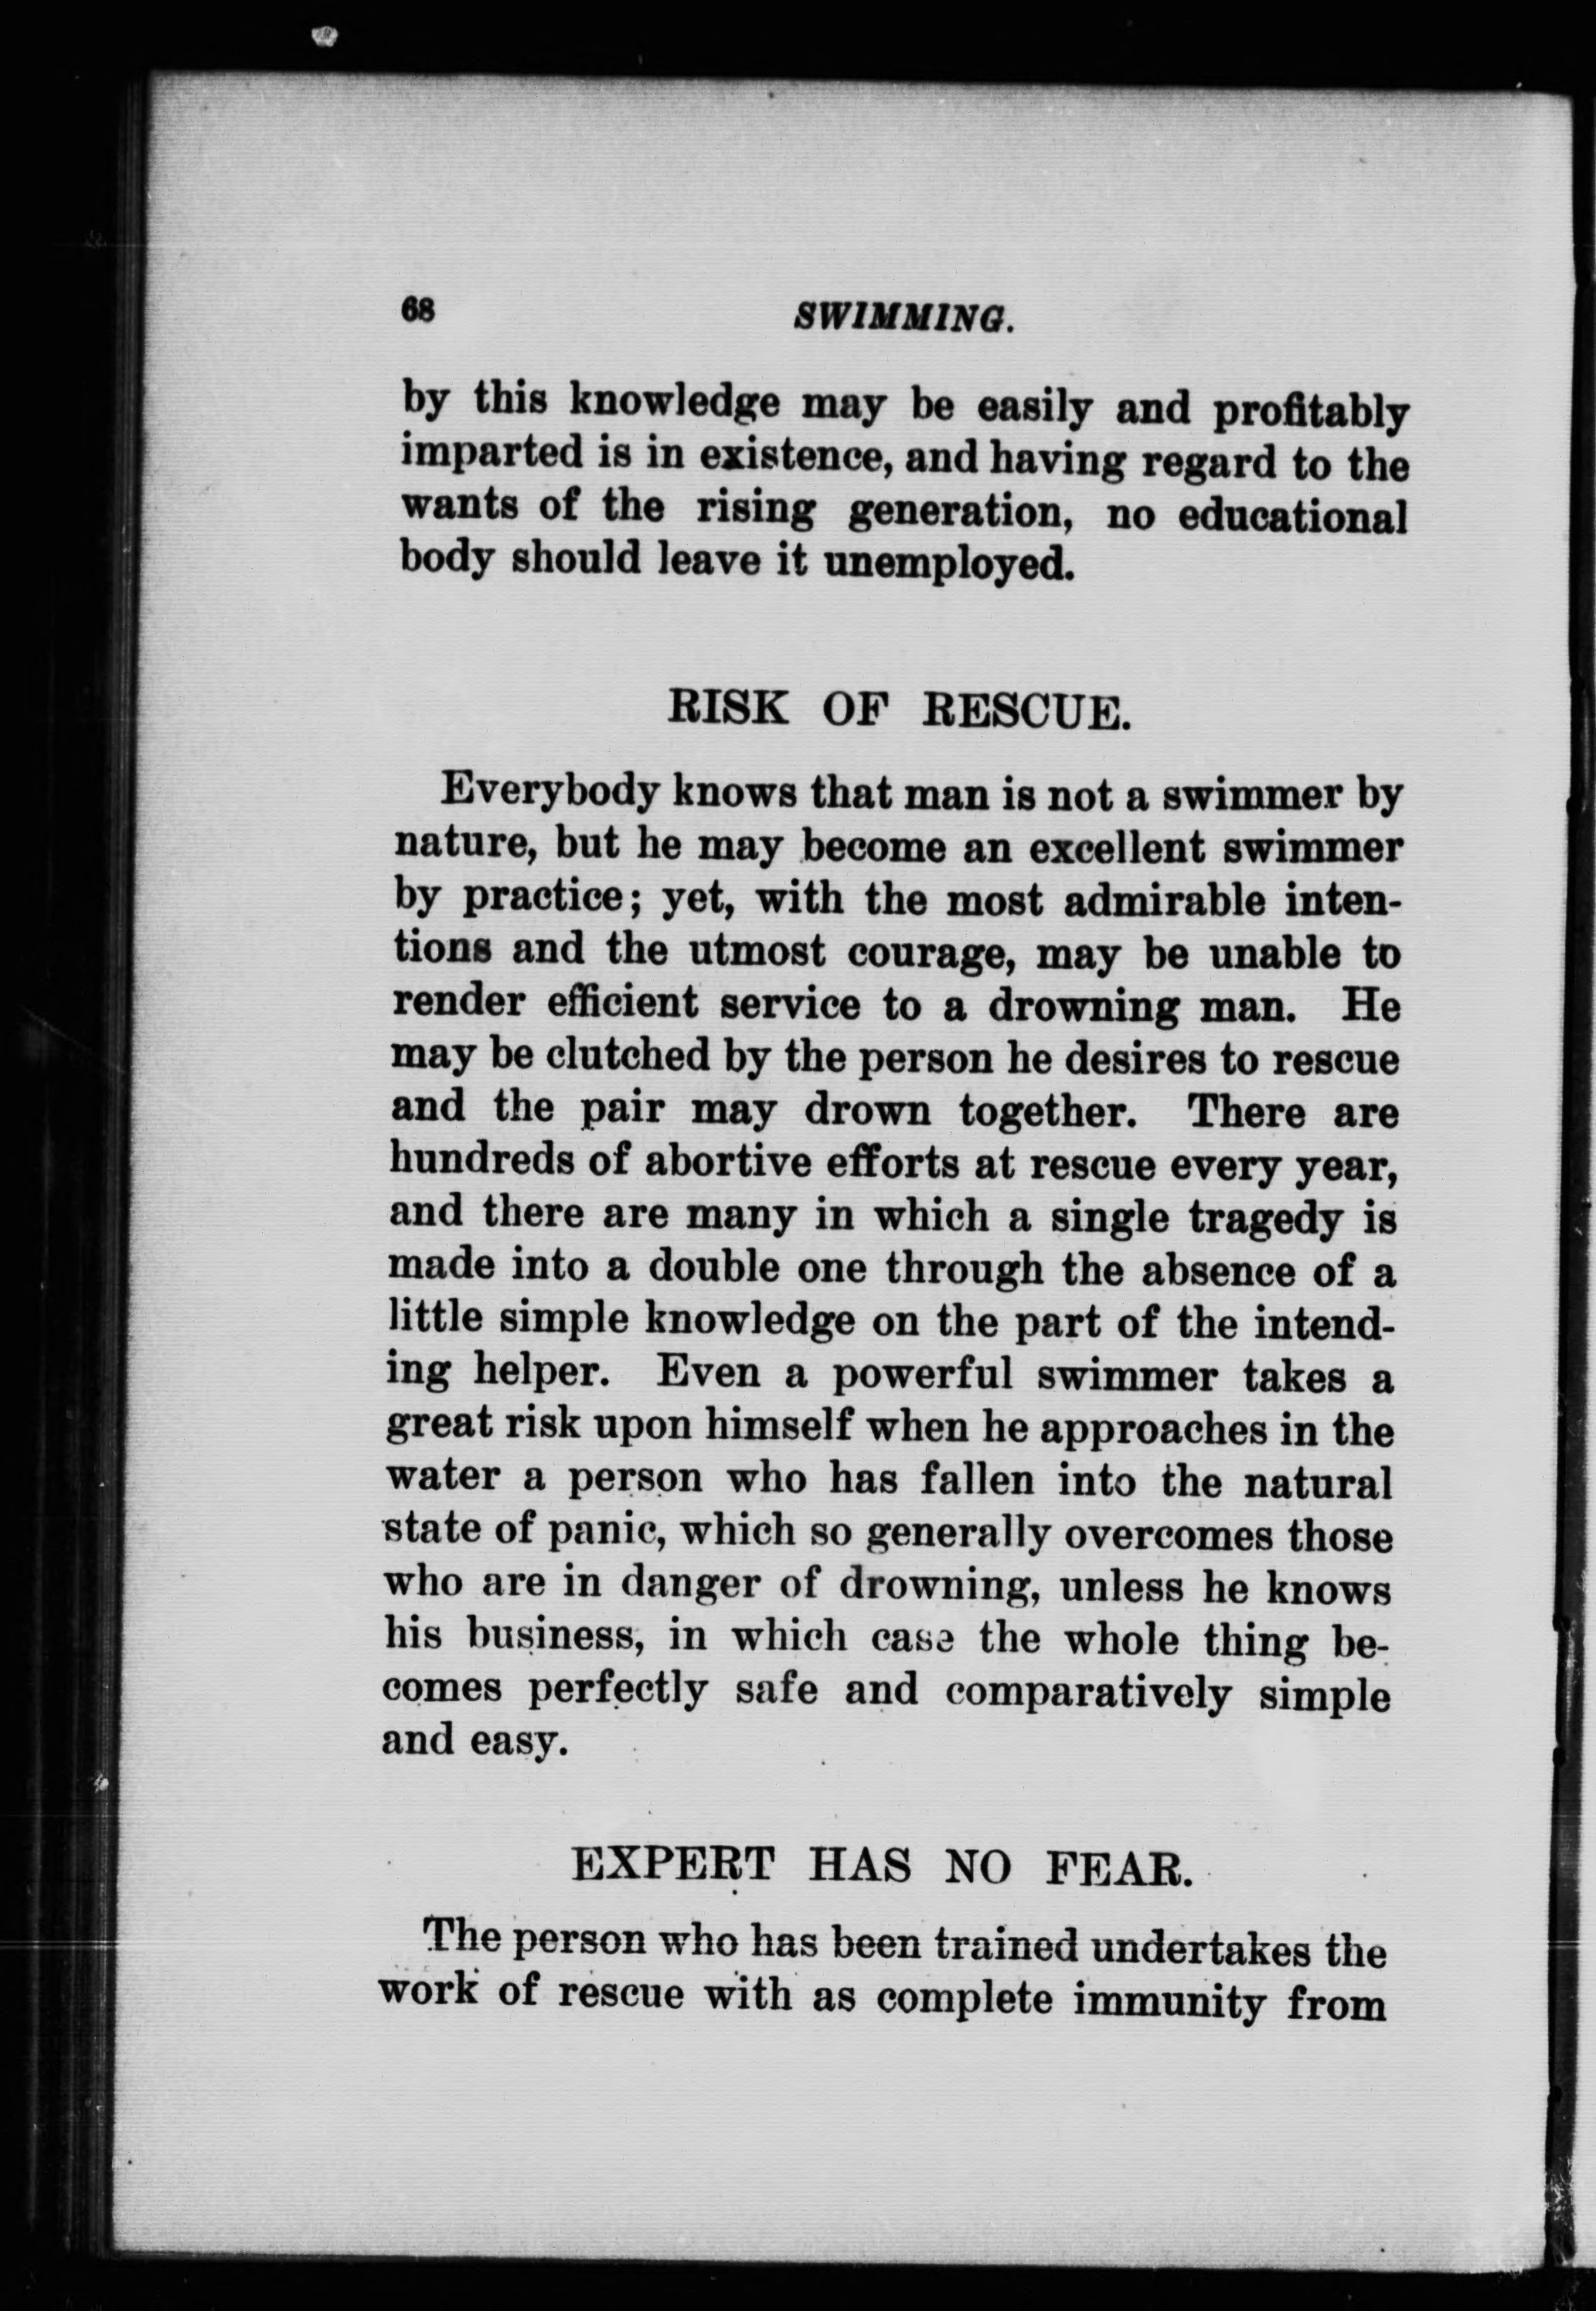 68
SWIMMING.
by this knowledge may be easily and profitably
imparted is in existence, and having regard to the
wants of the rising generation, no educational
body should leave it unemployed.
RISK OF RESCUE.
Everybody knows that man is not a swimmer by
nature, but he may become an excellent swimmer
by practice; yet, with the most admirable inten-
tions and the utmost courage, may be unable to
render efficient service to a drowning man. He
may be clutched by the person he desires to rescue
and the pair may drown together. There are
hundreds of abortive efforts at rescue every year,
and there are many in which a single tragedy is
made into a double one through the absence of a
little simple knowledge on the part of the intend-
ing helper. Even a powerful swimmer takes a
great risk upon himself when he approaches in the
water a person who has fallen into the natural
state of panic, which so generally overcomes those
who are in danger of drowning, unless he knows
his business, in which case the whole thing be-
comes perfectly safe and comparatively simple
and easy.
EXPERT HAS NO FEAR.
The person who has been trained undertakes the
work of rescue with as complete immunity from